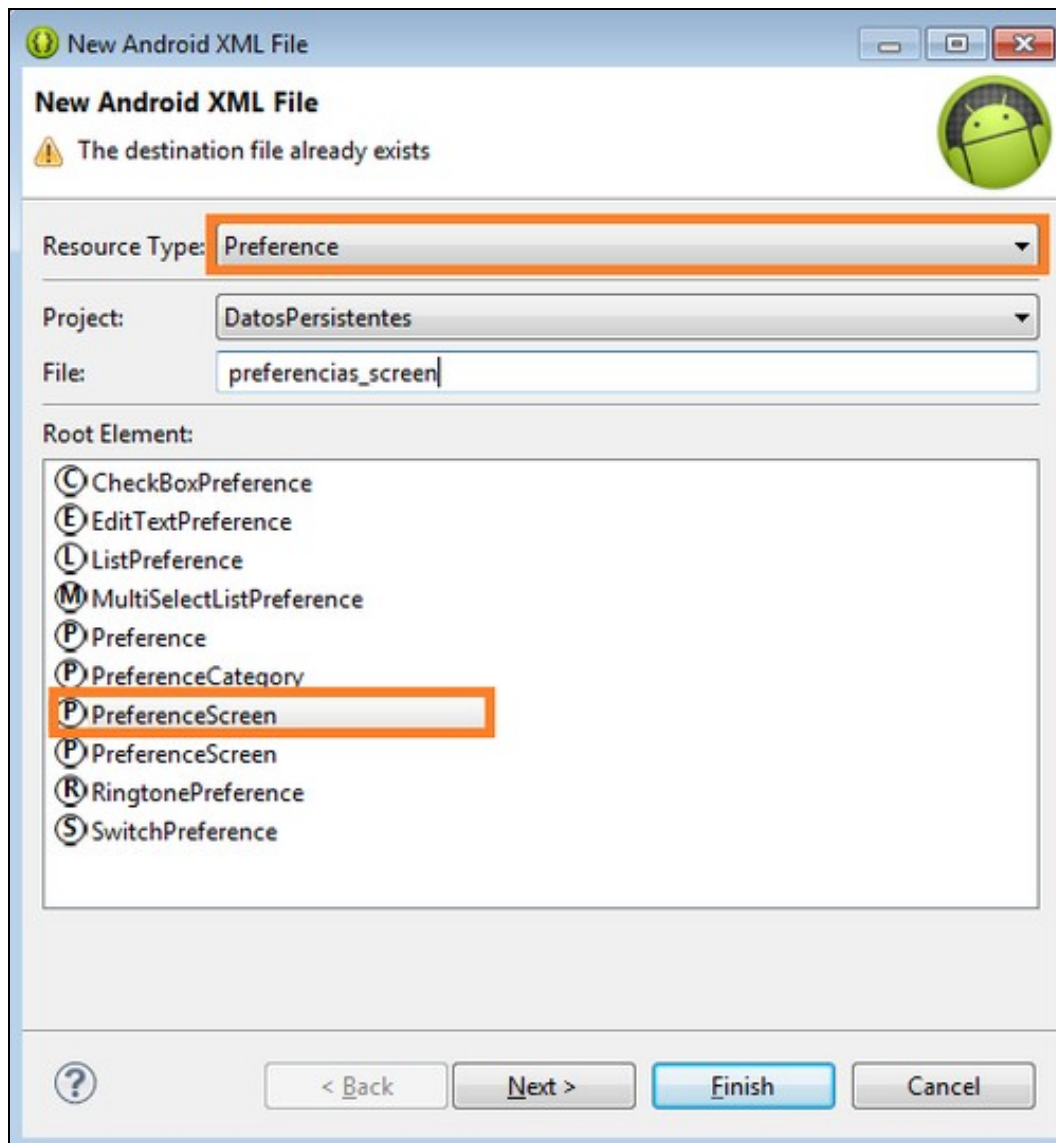 New Android XML File
New Android XML File
The destination file already exists
Resource Type: Preference
Project: DatosPersistentes
File: preferencias_screen
Root Element:
C CheckBoxPreference
E EditTextPreference
L ListPreference
M MultiSelectListPreference
P Preference
P PreferenceCategory
P PreferenceScreen
P PreferenceScreen
R RingtonePreference
S SwitchPreference
? < Back Next > Finish Cancel